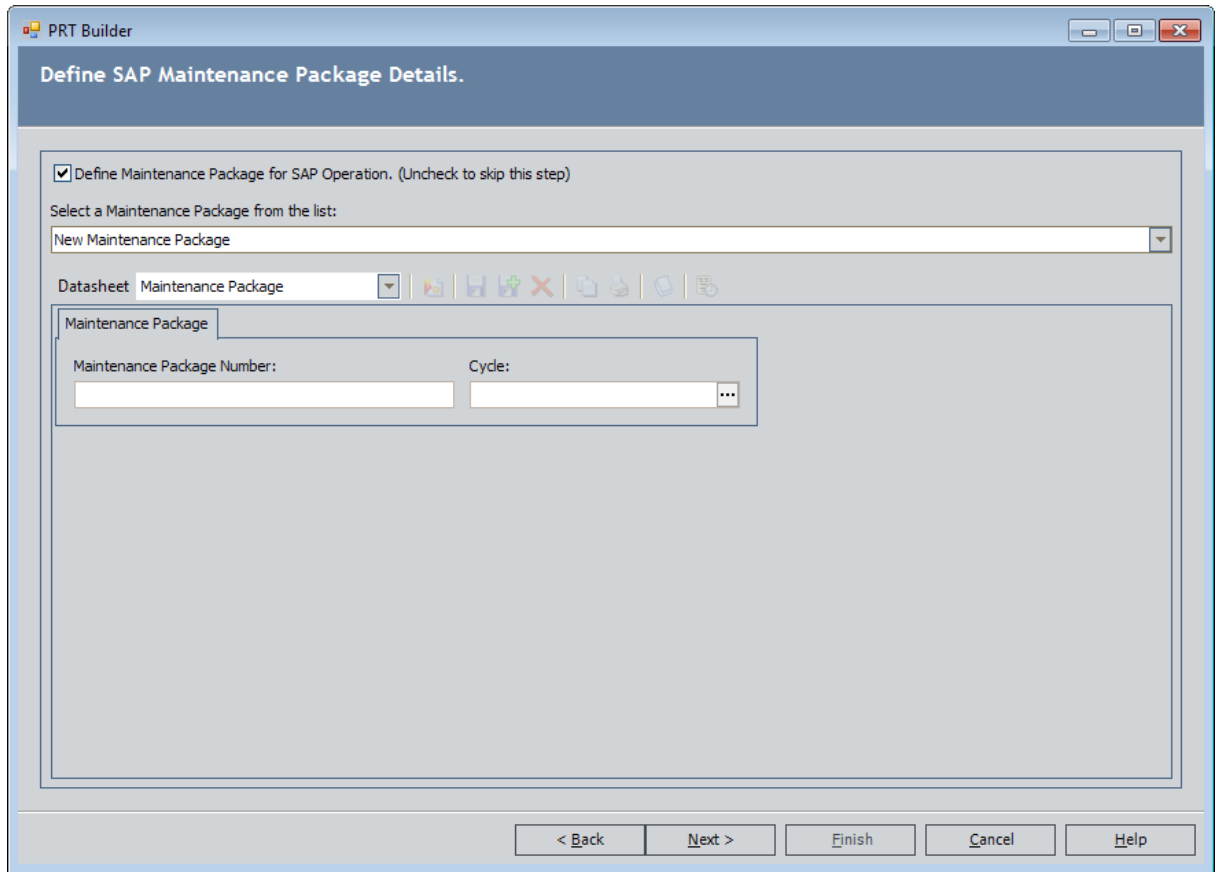 PRT Builder
Define SAP Maintenance Package Details.
Define Maintenance Package for SAP Operation. (Uncheck to skip this step)
Select a Maintenance Package from the list:
New Maintenance Package
Datasheet Maintenance Package
Maintenance Package
Maintenance Package Number: Cycle:
...
< Back Next > Finish Cancel Help